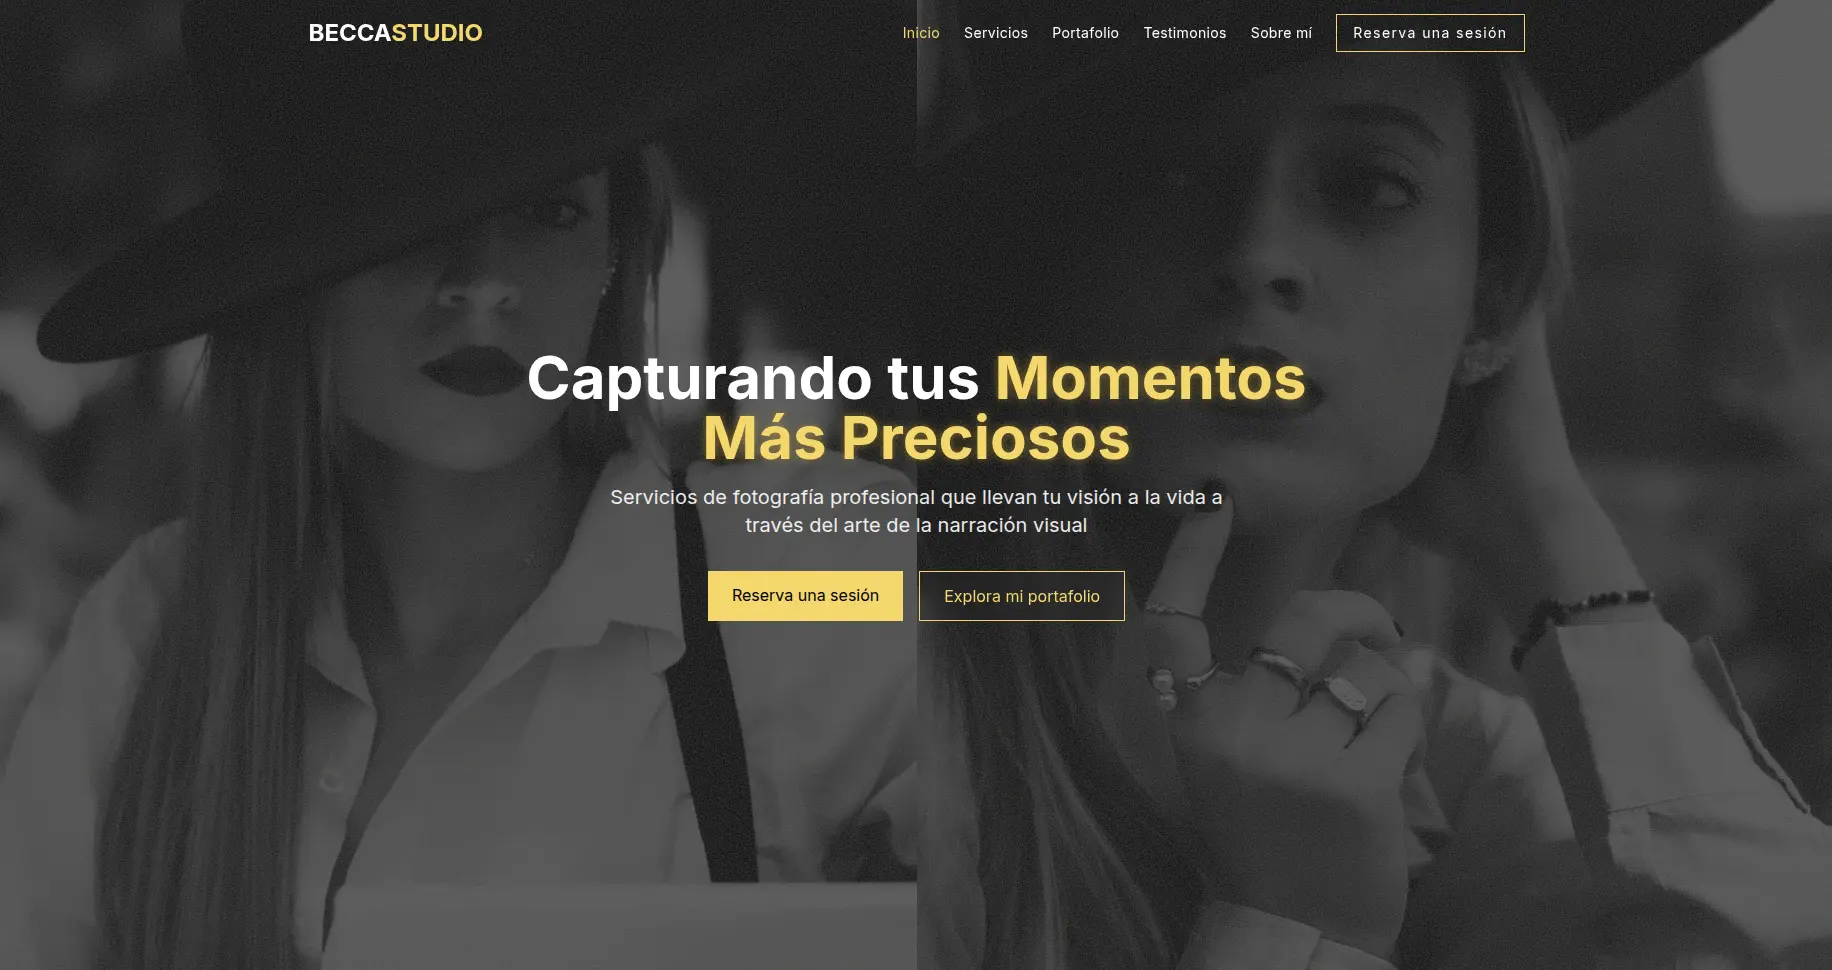 BECCASTUDIO
Inicio Servicios Portafolio Testimonios Sobre mí Reserva una sesión
Capturando tus Momentos
Más Preciosos
Servicios de fotografía profesional que llevan tu visión a la vida a
través del arte de la narración visual
Reserva una sesión Explora mi portafolio